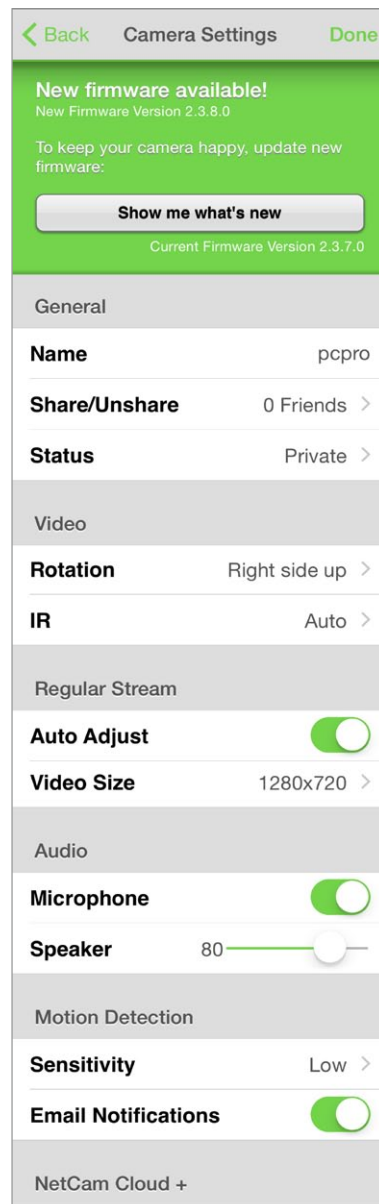 Back Camera Settings Done
New firmware available!
New Firmware Version 2.3.8.0
To keep your camera happy, update new
firmware:
Show me what's new
Current Firmware Version 2.3.7.0
General
Name pcpro
Share/Unshare 0 Friends
Status Private
Video
Rotation Right side up
IR Auto
Regular Stream
Auto Adjust
Video Size 1280x720
Audio
Microphone
Speaker 80
Motion Detection
Sensitivity Low
Email Notifications
NetCam Cloud +